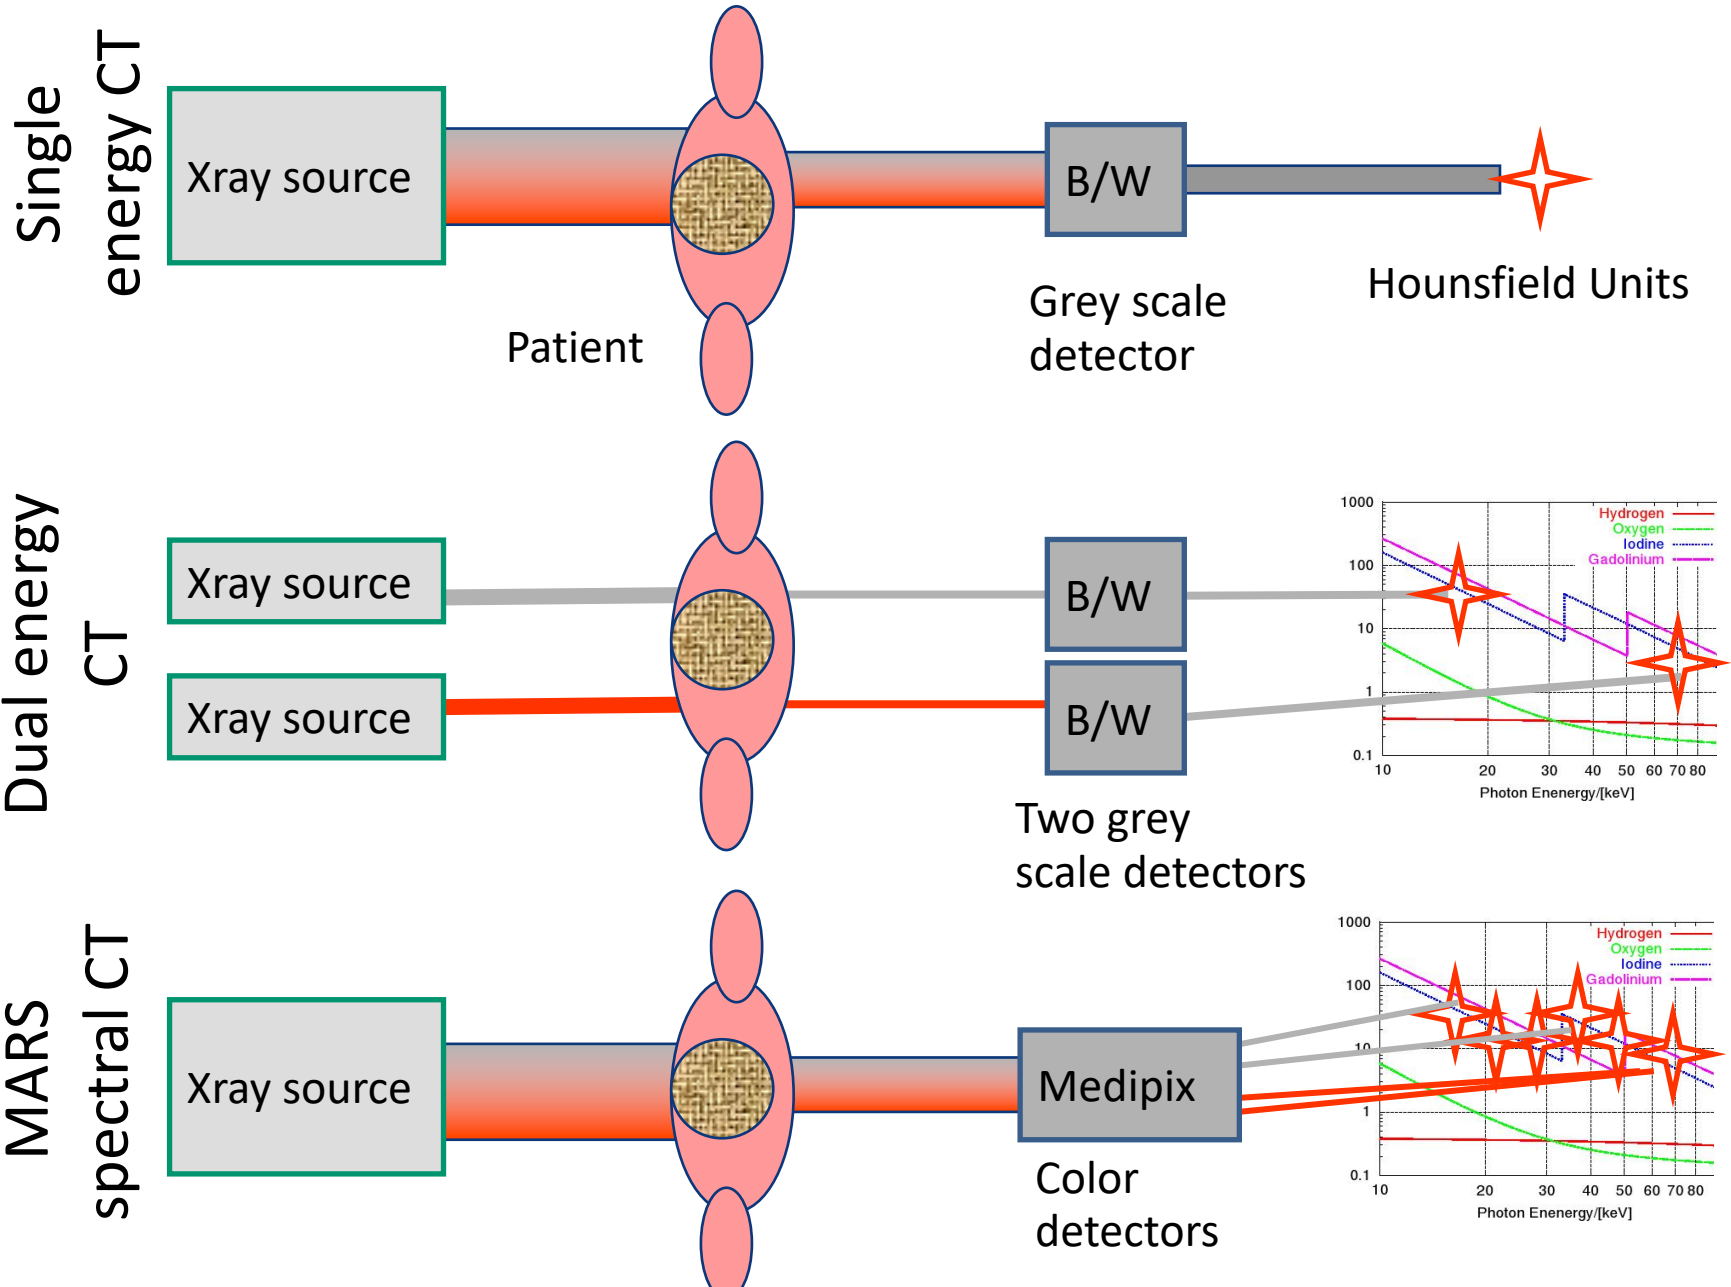 Single
energy CT
Xray source
Patient
B/W
Grey scale
detector
Hounsfield Units
Dual energy
CT
Xray source
Xray source
B/W
B/W
Two grey
scale detectors
1000
100
10
1
0.1
Hydrogen
Oxygen
Iodine
Gadolinium
10 20 30 40 50 60 70 80
Photon Enenergy/[keV]
MARS
spectral CT
Xray source
Medipix
Color
detectors
1000
100
10
1
0.1
Hydrogen
Oxygen
Iodine
Gadolinium
10 20 30 40 50 60 70 80
Photon Enenergy/[keV]